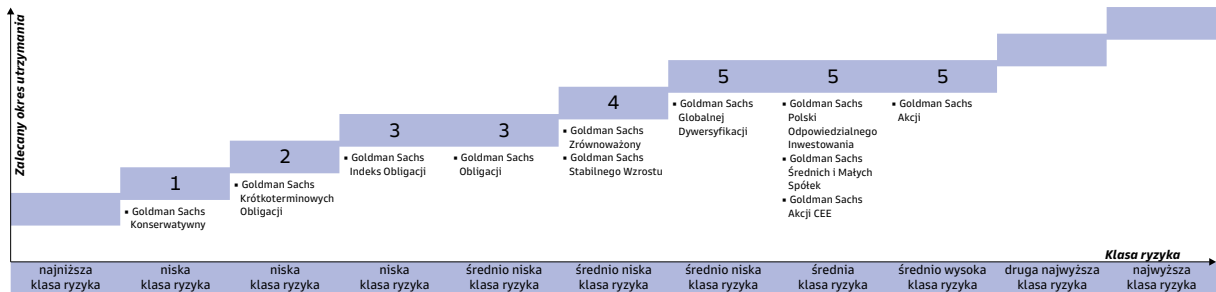 Zalecany okres utrzymania
1
▪ Goldman Sachs
Konserwatywny
2
▪ Goldman Sachs
Krótkoterminowych
Obligacji
3
▪ Goldman Sachs
Indeks Obligacji
3
▪ Goldman Sachs
Obligacji
4
▪ Goldman Sachs
Zrównoważony
▪ Goldman Sachs
Stabilnego Wzrostu
5
▪ Goldman Sachs
Globalnej
Dywersyfikacji
5
▪ Goldman Sachs
Polski
Odpowiedzialnego
Inwestowania
▪ Goldman Sachs
Średnich i Małych
Spółek
▪ Goldman Sachs
Akcji CEE
5
▪ Goldman Sachs
Akcji
Klasa ryzyka
najniższa
klasa ryzyka
niska
klasa ryzyka
niska
klasa ryzyka
niska
klasa ryzyka
średnio niska
klasa ryzyka
średnio niska
klasa ryzyka
średnio niska
klasa ryzyka
średnia
klasa ryzyka
średnio wysoka
klasa ryzyka
druga najwyższa
klasa ryzyka
najwyższa
klasa ryzyka